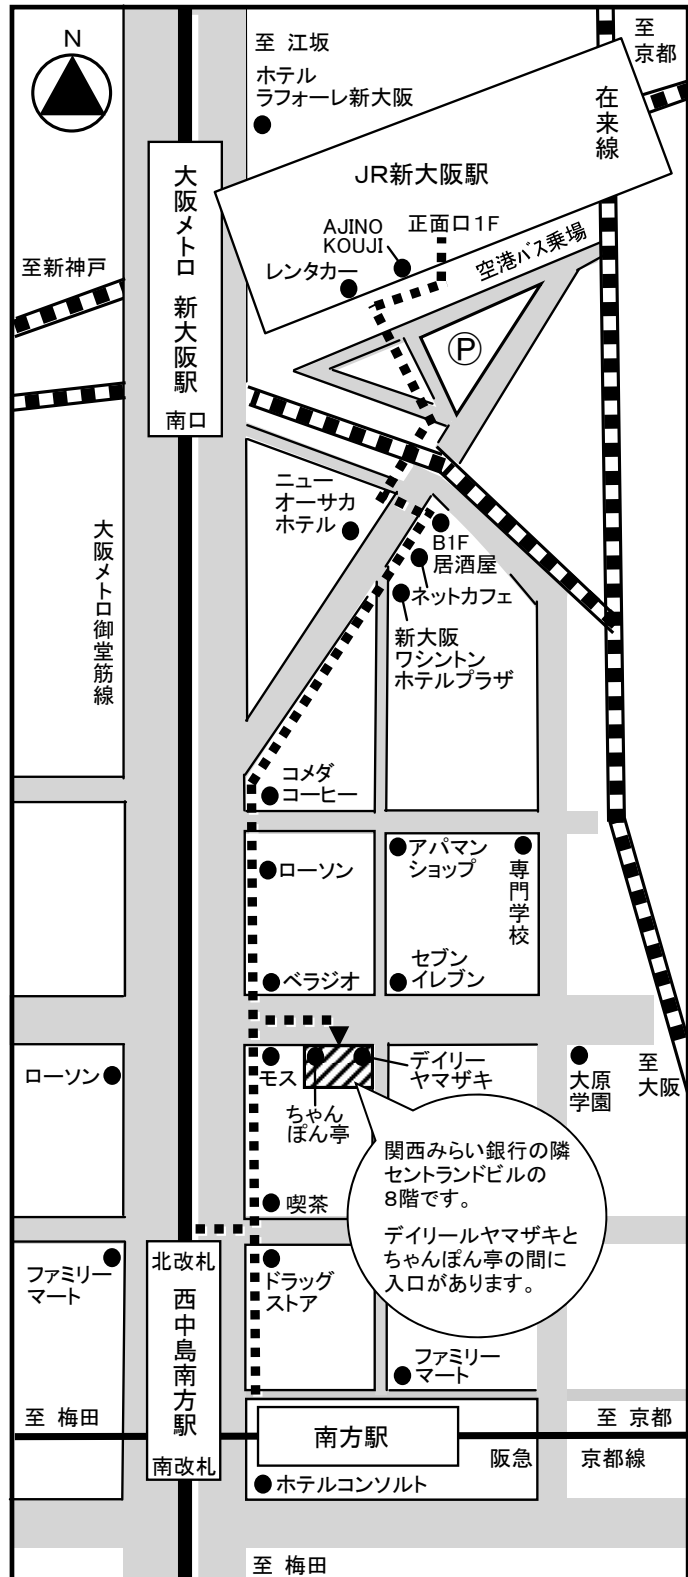 N
至 江坂
ホテル
ラフォーレ新大阪
至
京都
在来線
JR新大阪駅
大阪メトロ 新大阪駅
南口
AJINO
KOUJI
正面口1F
レンタカー
空港バス乗場
至新神戸
Ⓟ
ニュー
オーサカ
ホテル
B1F
居酒屋
ネットカフェ
新大阪
ワシントン
ホテルプラザ
大阪メトロ御堂筋線
コメダ
コーヒー
ローソン
アパマン
ショップ
専門学校
ベラジオ
セブン
イレブン
ローソン
モス
ちゃん
ぽん亭
デイリー
ヤマザキ
大原
学園
至
大阪
関西みらい銀行の隣
セントランドビルの
8階です。
デイリールヤマザキと
ちゃんぽん亭の間に
入口があります。
喫茶
ファミリー
マート
北改札
西中島南方駅
南改札
ドラッグ
ストア
ファミリー
マート
至 梅田
南方駅
至 京都
阪急 京都線
ホテルコンソルト
至 梅田